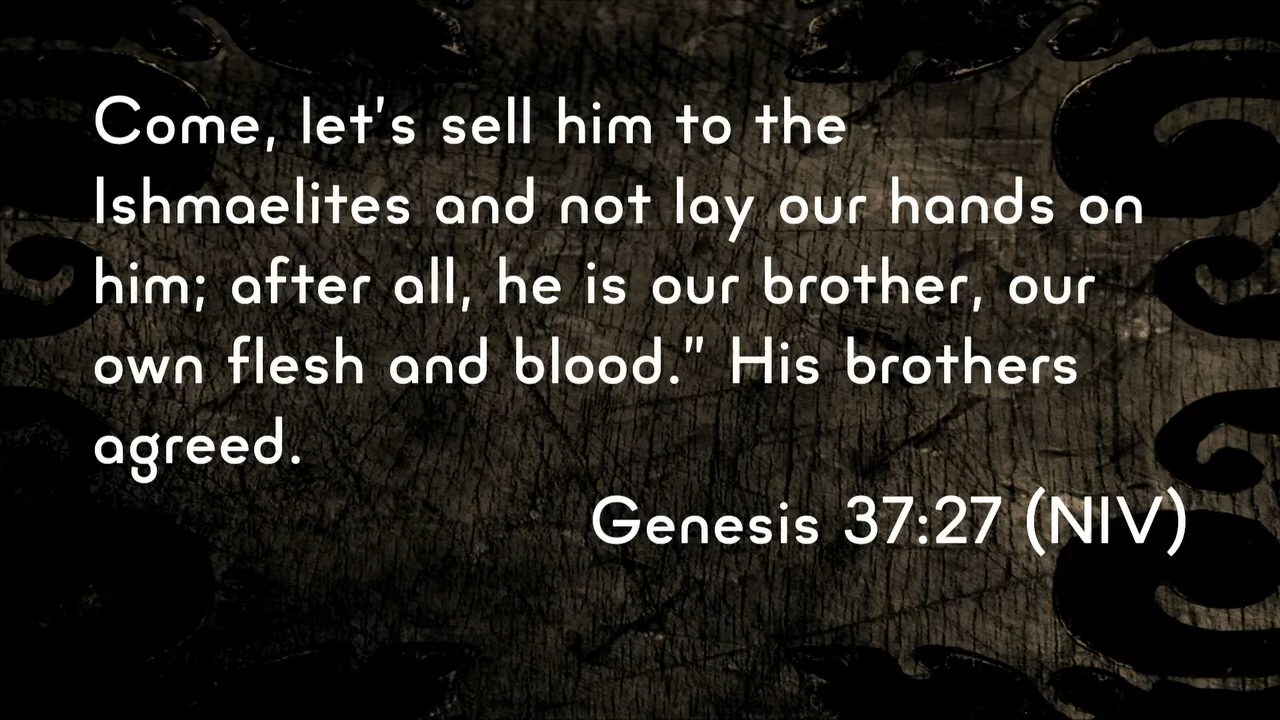 Come, let's sell him to the
Ishmaelites and not lay our hands on
him; after all, he is our brother, our
own flesh and blood.” His brothers
agreed.
Genesis 37:27 (NIV)